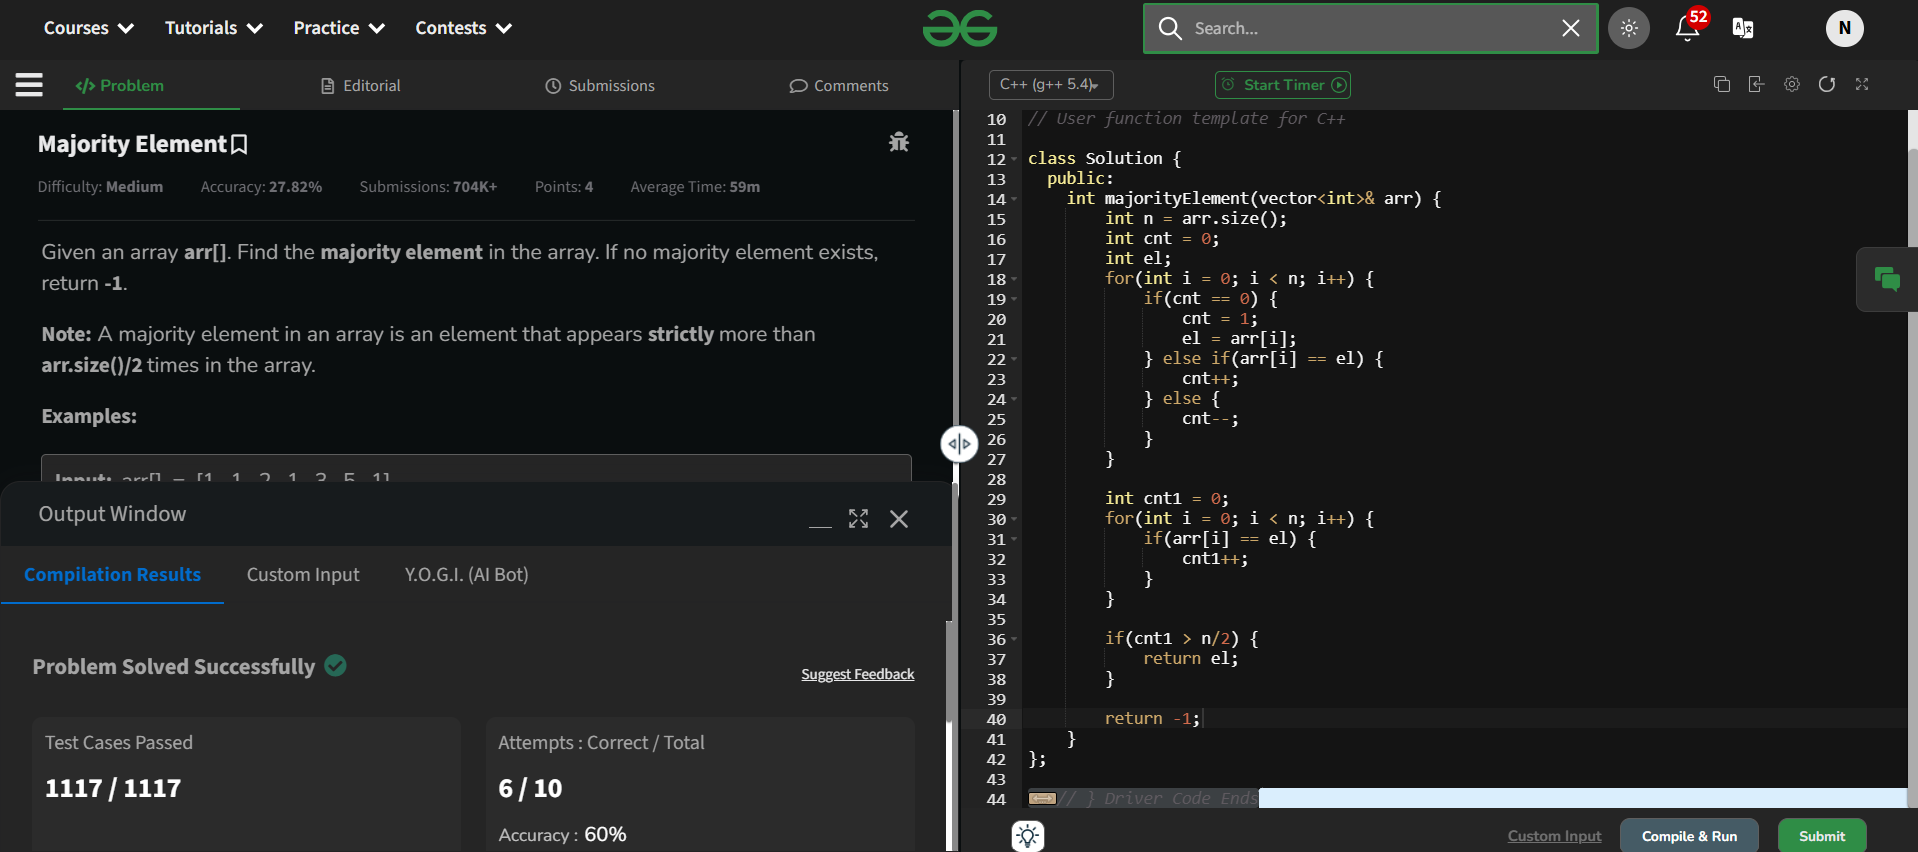 Courses Tutorials Practice Contests Search... 52 N
Problem Editorial Submissions Comments C++ (g++ 5.4) Start Timer
Majority Element
Difficulty: Medium Accuracy: 27.82% Submissions: 704K+ Points: 4 Average Time: 59m
Given an array arr[]. Find the majority element in the array. If no majority element exists,
return -1.
Note: A majority element in an array is an element that appears strictly more than
arr.size()/2 times in the array.
Examples:
Input: arr[] = [1, 1, 2, 1, 3, 5, 1]
Output Window
Compilation Results Custom Input Y.O.G.I. (AI Bot)
Problem Solved Successfully
Suggest Feedback
Test Cases Passed
1117 / 1117
Attempts : Correct / Total
6 / 10
Accuracy : 60%
10 // User function template for C++
11
12 class Solution {
13 public:
14 int majorityElement(vector<int>& arr) {
15 int n = arr.size();
16 int cnt = 0;
17 int el;
18 for(int i = 0; i < n; i++) {
19 if(cnt == 0) {
20 cnt = 1;
21 el = arr[i];
22 } else if(arr[i] == el) {
23 cnt++;
24 } else {
25 cnt--;
26 }
27 }
28
29 int cnt1 = 0;
30 for(int i = 0; i < n; i++) {
31 if(arr[i] == el) {
32 cnt1++;
33 }
34 }
35
36 if(cnt1 > n/2) {
37 return el;
38 }
39
40 return -1;
41 }
42 };
43
44 // } Driver Code Ends
Custom Input Compile & Run Submit